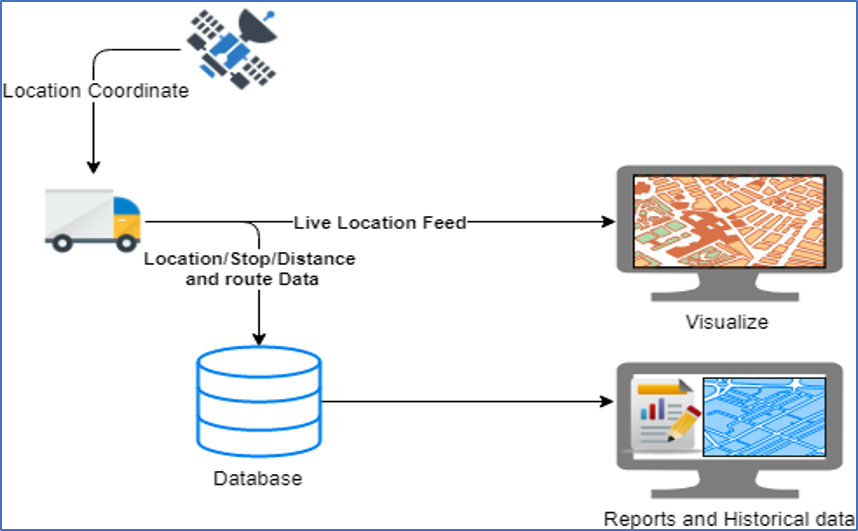 Location Coordinate
Live Location Feed
Location/Stop/Distance
and route Data
Visualize
Database
Reports and Historical data